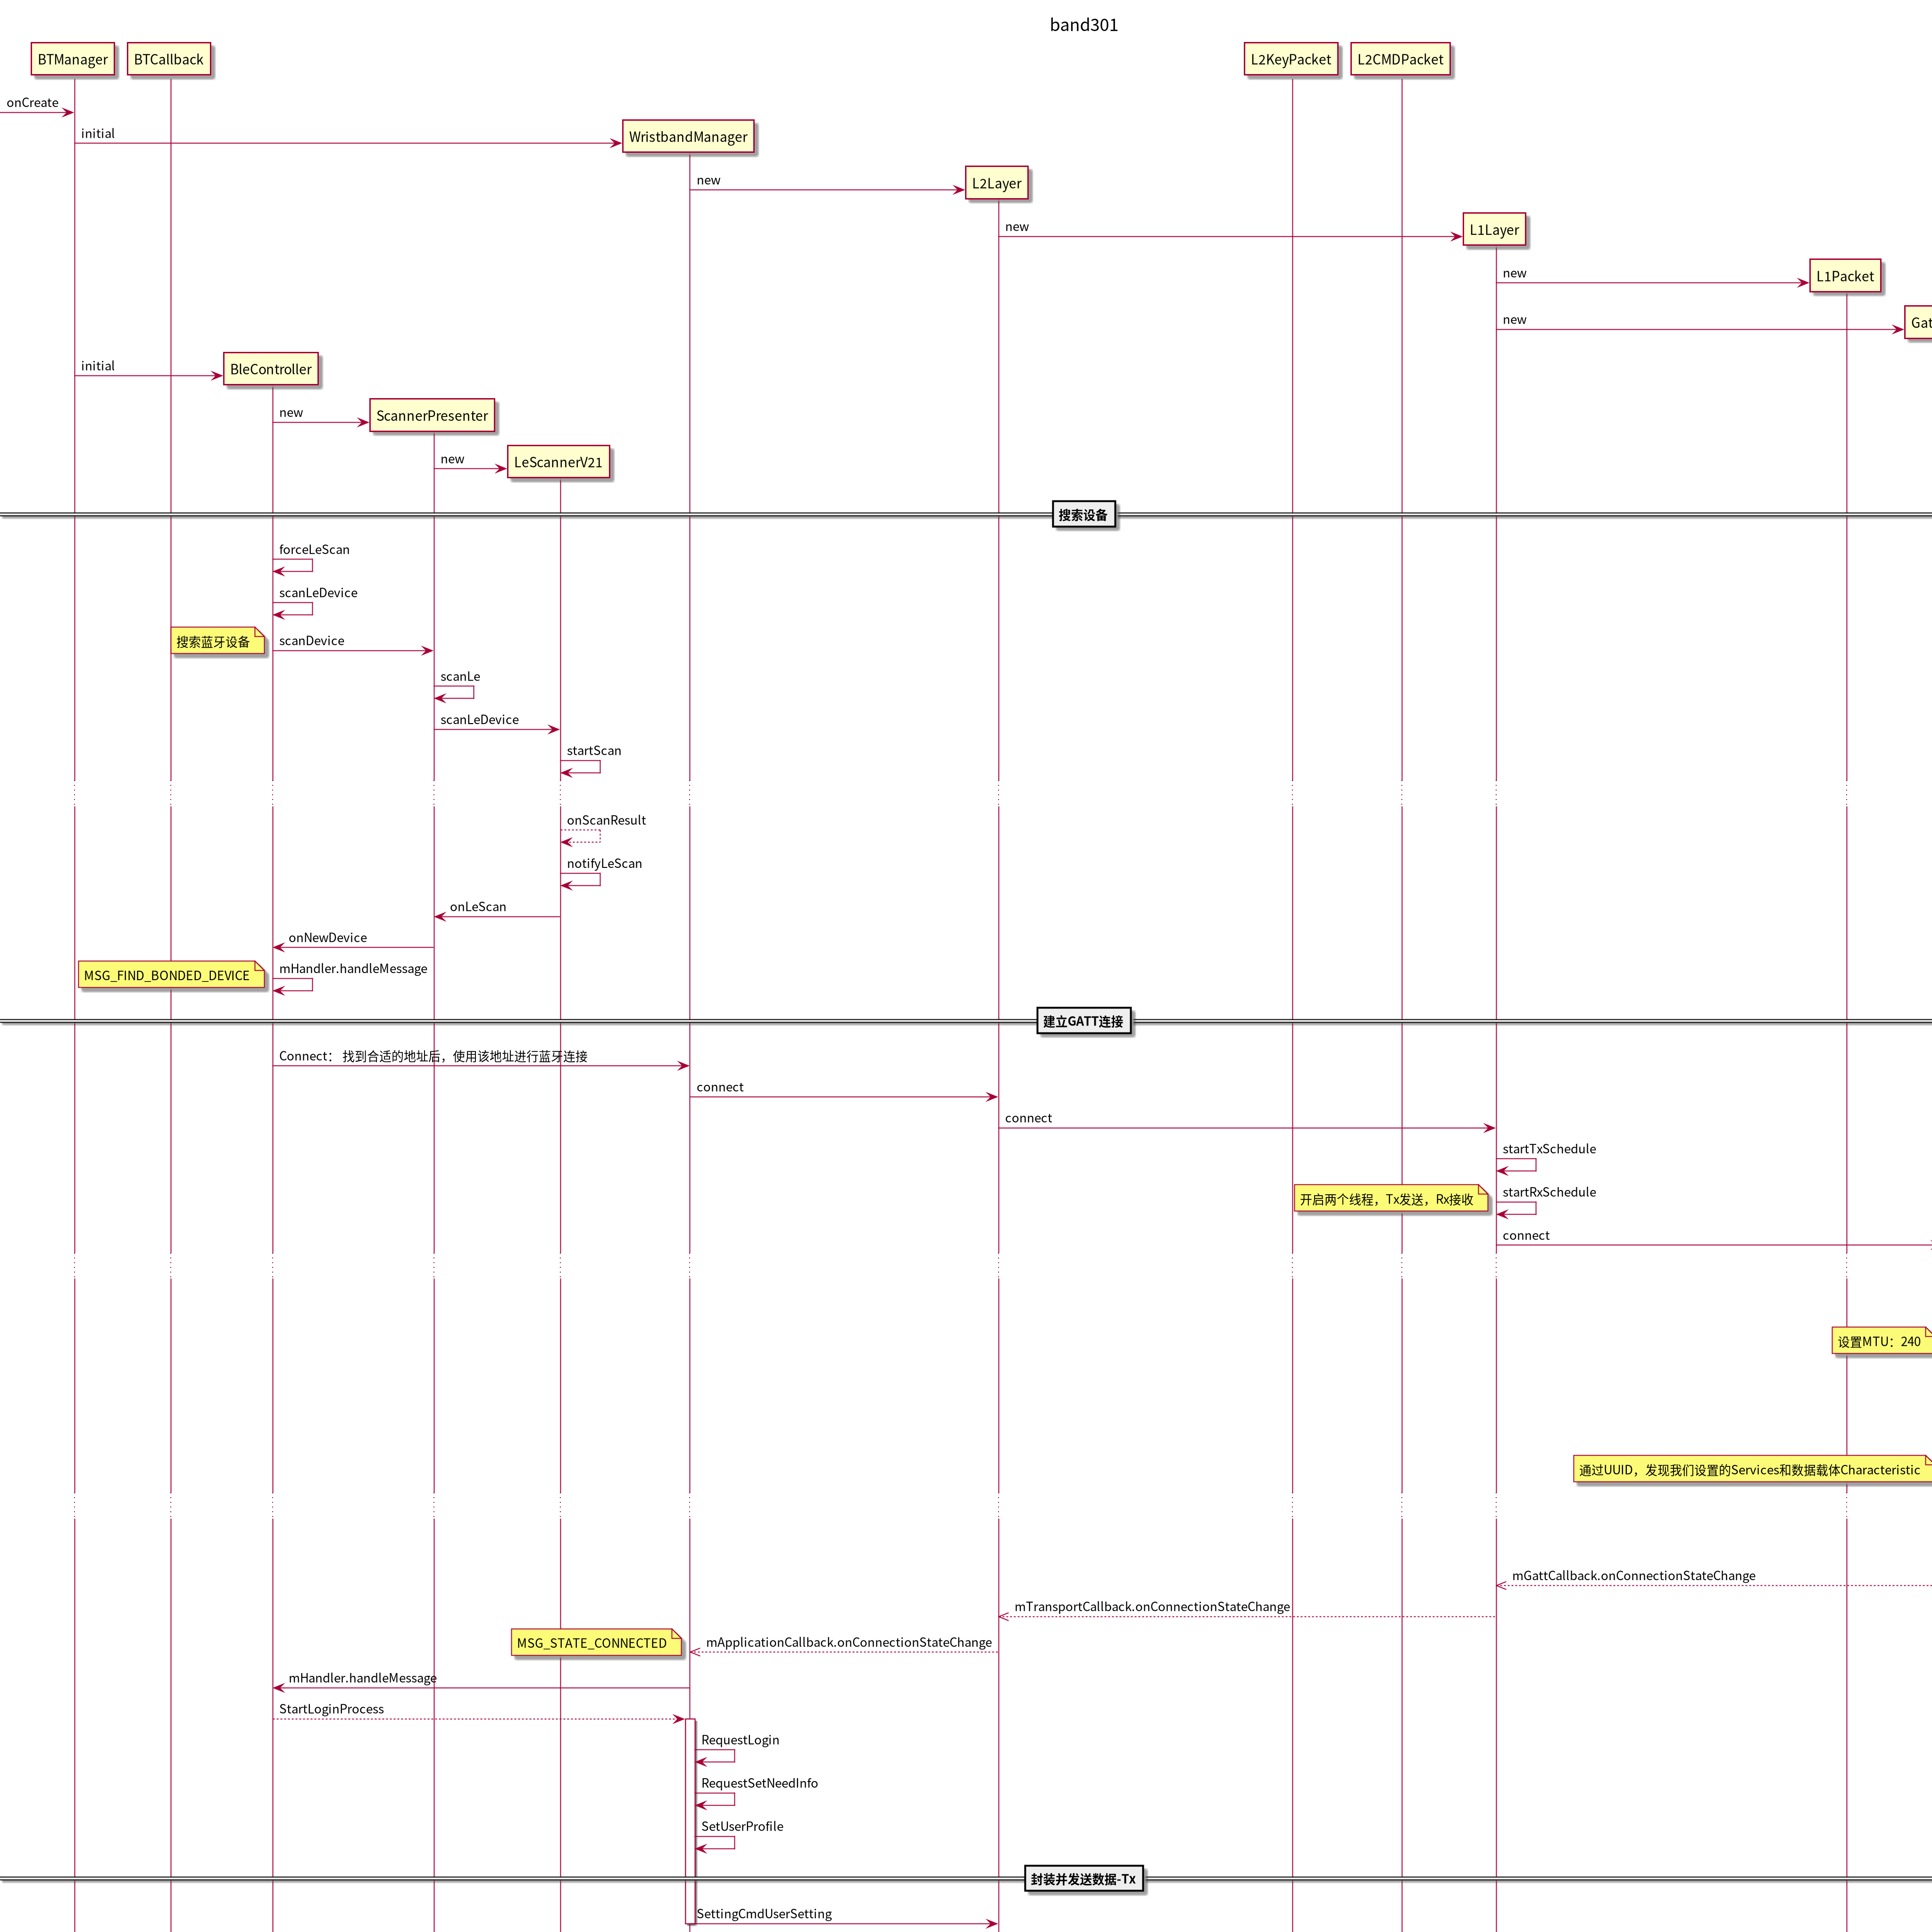 band301
BTManager
BTCallback
L2KeyPacket
L2CMDPacket
onCreate
initial
WristbandManager
new
L2Layer
new
L1Layer
new
L1Packet
new
Gat
initial
BleController
new
ScannerPresenter
new
LeScannerV21
搜索设备
forceLeScan
scanLeDevice
搜索蓝牙设备
scanDevice
scanLe
scanLeDevice
startScan
onScanResult
notifyLeScan
onLeScan
onNewDevice
MSG_FIND_BONDED_DEVICE
mHandler.handleMessage
建立GATT连接
Connect： 找到合适的地址后，使用该地址进行蓝牙连接
connect
connect
startTxSchedule
开启两个线程，Tx发送，Rx接收
startRxSchedule
connect
设置MTU：240
通过UUID，发现我们设置的Services和数据载体Characteristic
mGattCallback.onConnectionStateChange
mTransportCallback.onConnectionStateChange
MSG_STATE_CONNECTED
mApplicationCallback.onConnectionStateChange
mHandler.handleMessage
StartLoginProcess
RequestLogin
RequestSetNeedInfo
SetUserProfile
封装并发送数据-Tx
SettingCmdUserSetting